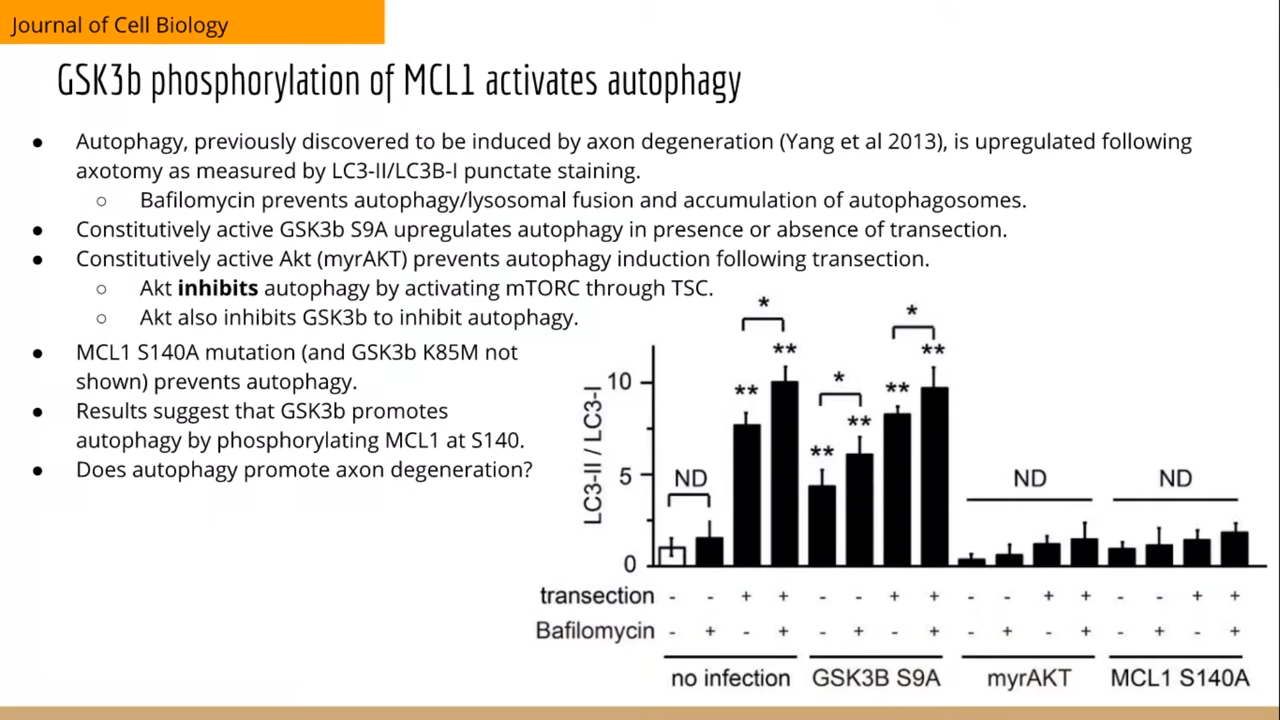 Journal of Cell Biology
GSK3b phosphorylation of MCL1 activates autophagy
● Autophagy, previously discovered to be induced by axon degeneration (Yang et al 2013), is upregulated following
axotomy as measured by LC3-II/LC3B-I punctate staining.
○ Bafilomycin prevents autophagy/lysosomal fusion and accumulation of autophagosomes.
● Constitutively active GSK3b S9A upregulates autophagy in presence or absence of transection.
● Constitutively active Akt (myrAKT) prevents autophagy induction following transection.
○ Akt inhibits autophagy by activating mTORC through TSC.
○ Akt also inhibits GSK3b to inhibit autophagy.
● MCL1 S140A mutation (and GSK3b K85M not
shown) prevents autophagy.
● Results suggest that GSK3b promotes
autophagy by phosphorylating MCL1 at S140.
● Does autophagy promote axon degeneration?
LC3-II / LC3-I
10
5
0
ND
*
** **
*
** **
*
** **
ND
ND
transection - - + + - - + + - - + + - - + +
Bafilomycin - + - + - + - + - + - + - + - +
no infection GSK3B S9A myrAKT MCL1 S140A